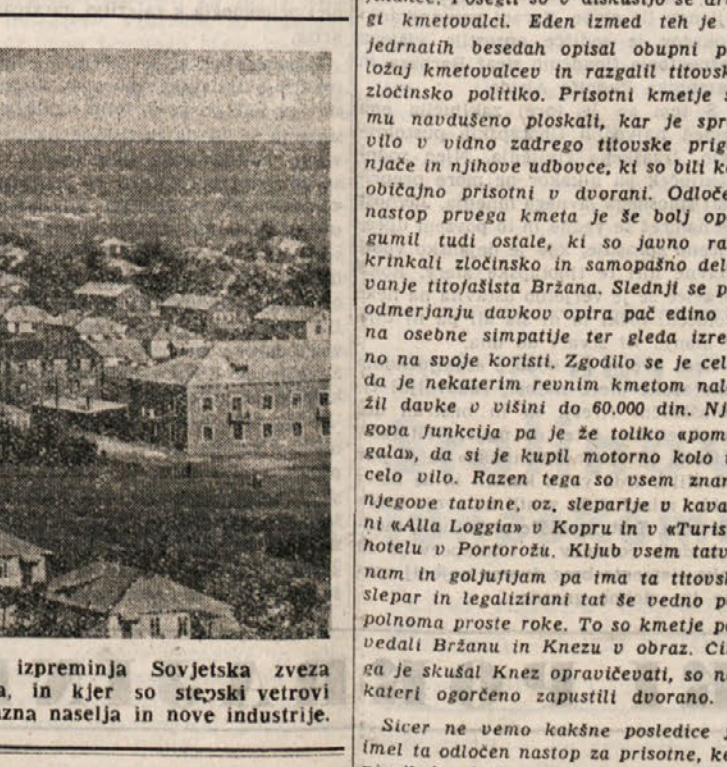 izpreminja Sovjetska zveza
in kjer so stepski vetrovi
naselja in nove industrije.
gi kmetovalci. Eden izmed teh je
jedrnatih besedah opisal obupni p
ložaj kmetovalcev in razgalil titovsk
zločinsko politiko. Prisotni kmetje s
mu navdušeno ploskali, kar je spr
vilo v vidno zadrego titovske prig
njače in njihove udbovce, ki so bili k
običajno prisotni v dvorani. Odloče
nastop prvega kmeta je še bolj op
gumil tudi ostale, ki so javno ra
krinkali zločinsko in samopašno del
vanje titofašista Bržana. Slednji se p
odmerjanju davkov opira pač edino
na osebne simpatije ter gleda izre
no na svoje koristi. Zgodilo se je cel
da je nekaterim revnim kmetom nal
žil davke v višini do 60.000 din. Nj
gova funkcija pa je že toliko «pom
gala», da si je kupil motorno kolo i
celo vilo. Razen tega so vsem znan
njegove tatvine, oz. sleparije v kava
ni «Alla Loggia» v Kopru in v «Turis
hotelu v Portorožu. Kljub vsem tatv
nam in goljufijam pa ima ta titovsk
slepar in legalizirani tat še vedno p
polnoma proste roke. To so kmetje p
vedali Bržanu in Knezu v obraz. Či
ga je skušal Knez opravičevati, so n
kateri ogorčeno zapustili dvorano.
Sicer ne vemo kakšne posledice j
imel ta odločen nastop za prisotne, k